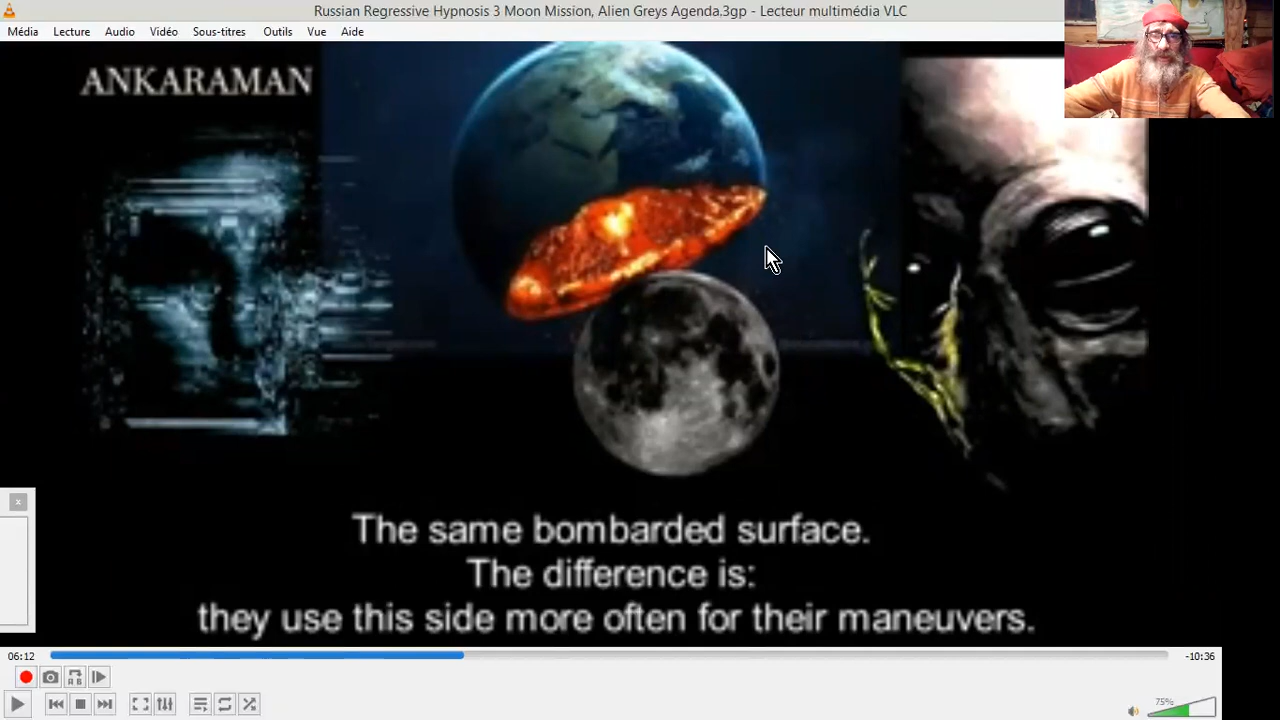 Russian Regressive Hypnosis 3 Moon Mission, Alien Greys Agenda.3gp - Lecteur multimédia VLC
Média Lecture Audio Vidéo Sous-titres Outils Vue Aide
ANKARAMAN
The same bombarded surface.
The difference is:
they use this side more often for their maneuvers.
06:12 -10:36
75%